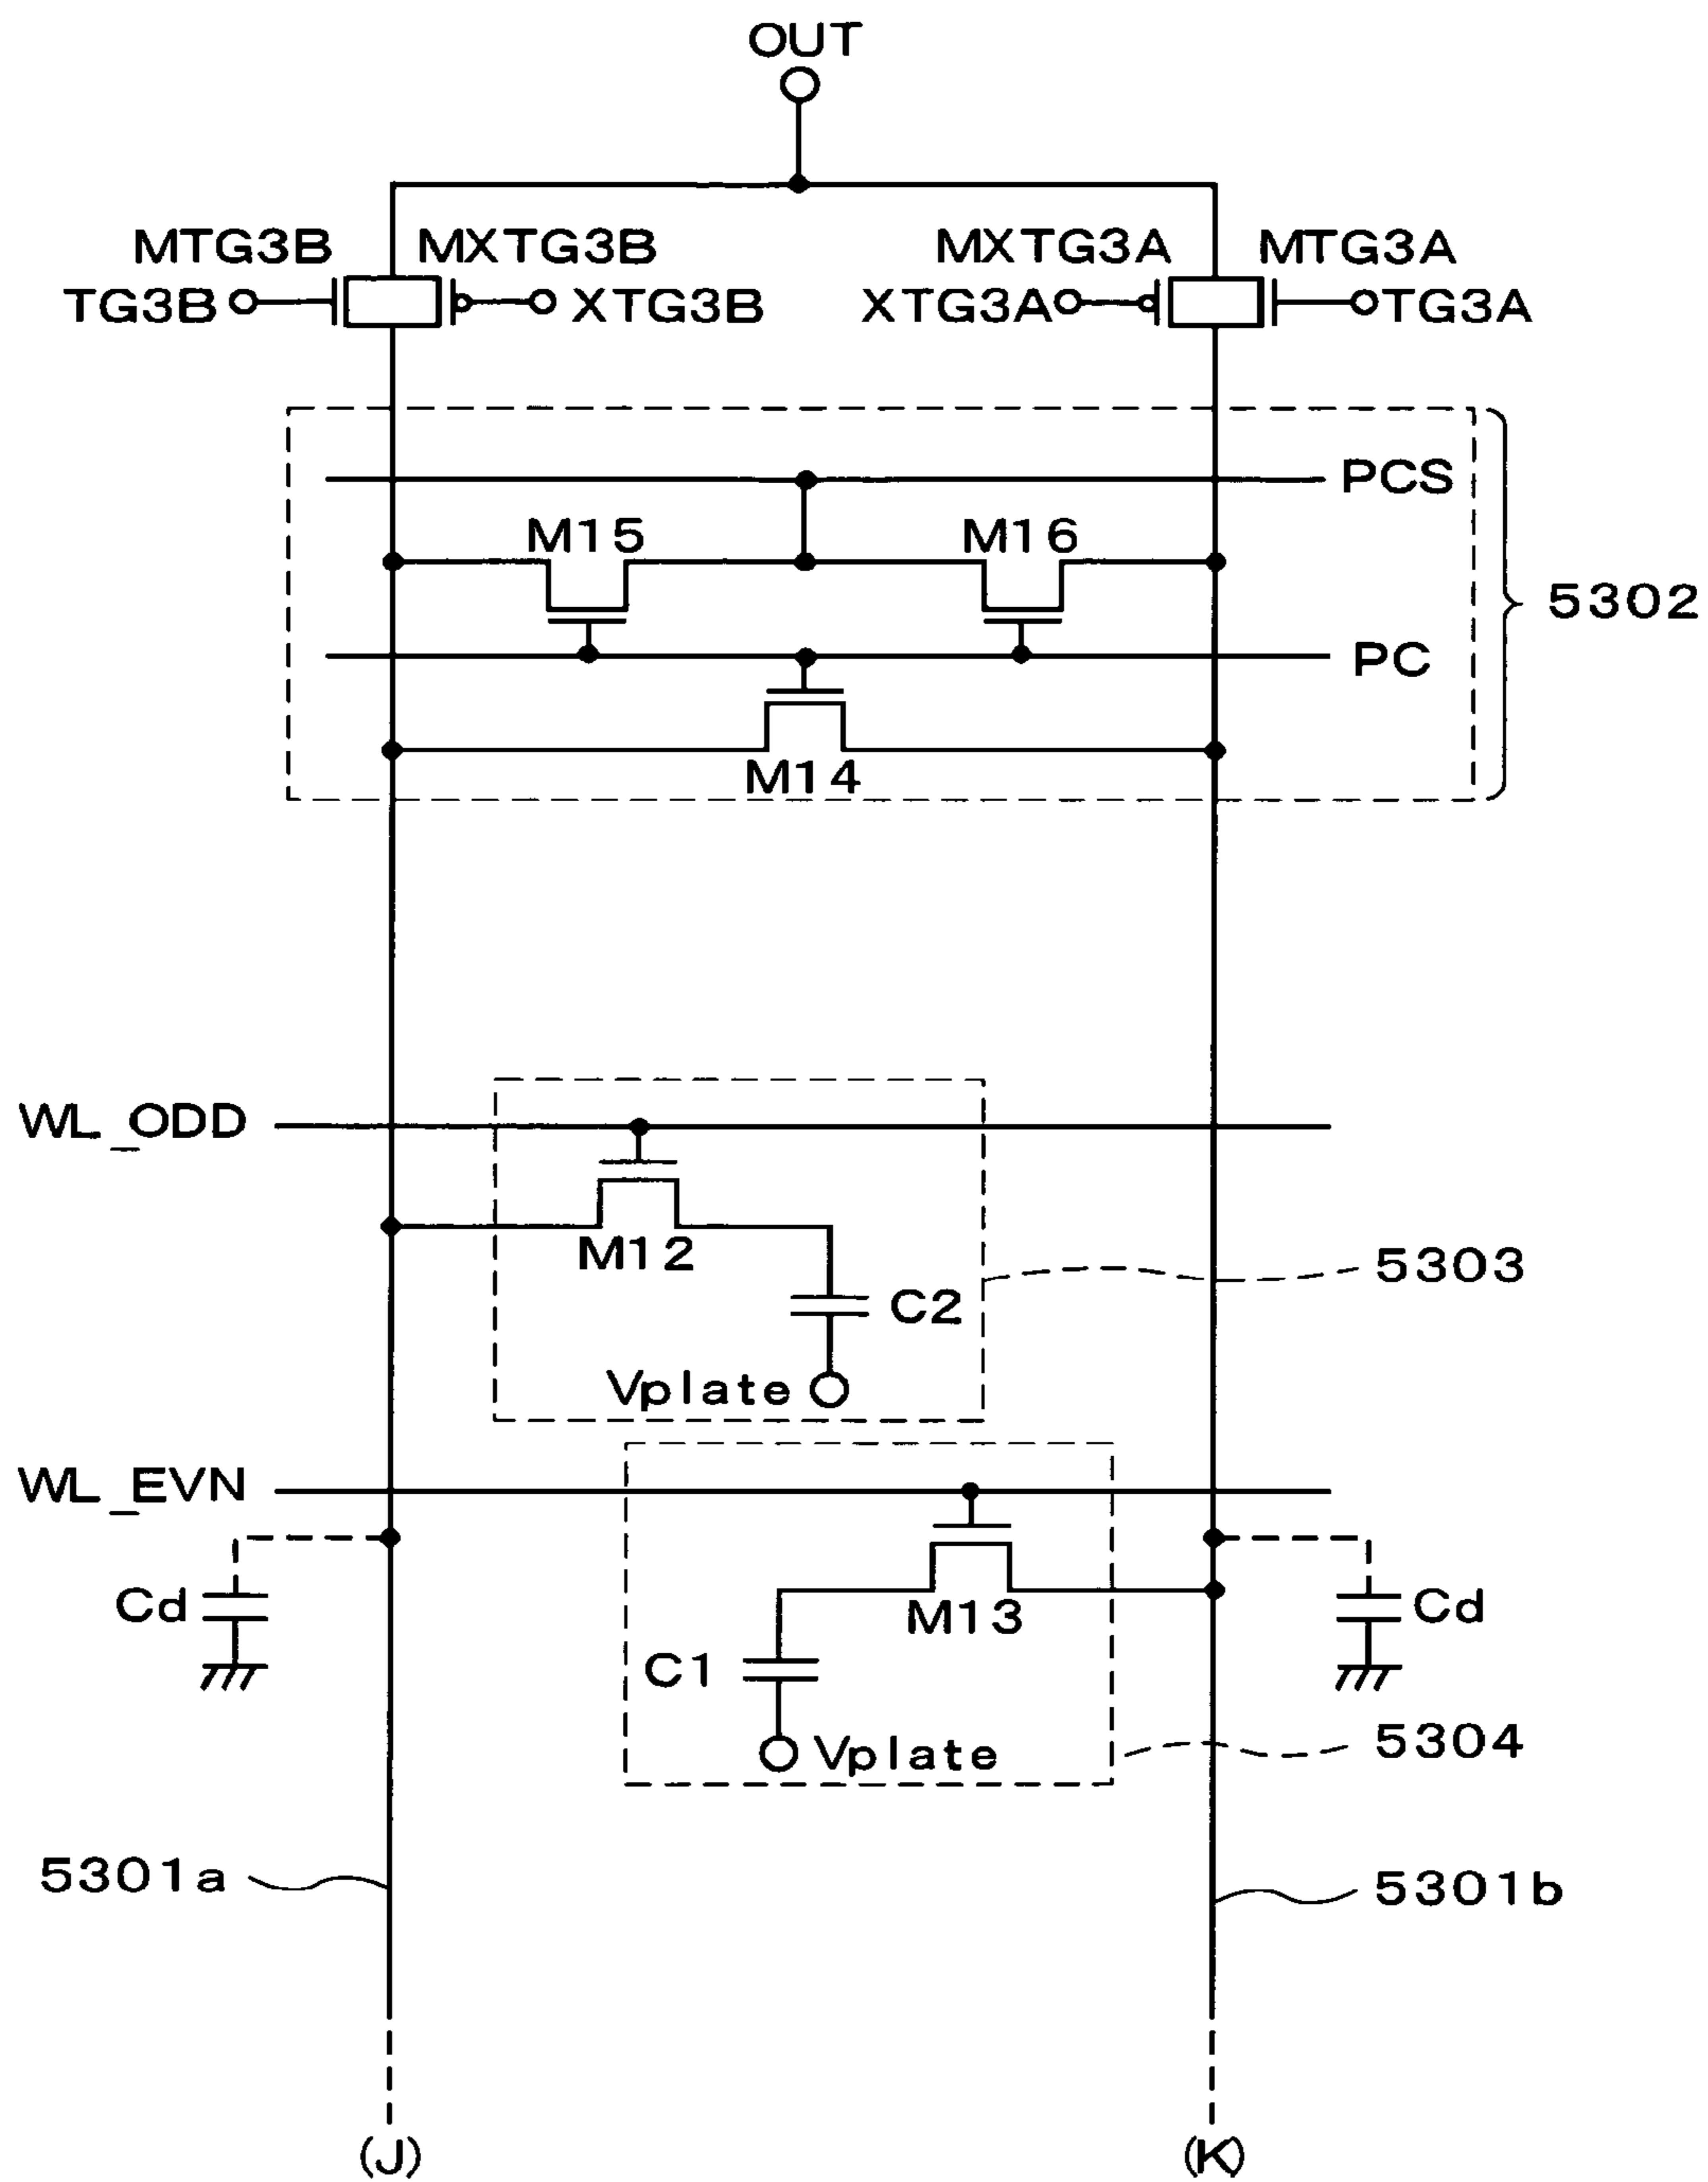 OUT
MTG3B MXTG3B MXTG3A MTG3A
TG3B XTG3B XTG3A TG3A
PCS
M15 M16
5302
PC
M14
WL_ODD
M12
5303
C2
Vplate
WL_EVN
Cd Cd
M13
C1
5304
Vplate
5301a 5301b
(J) (K)